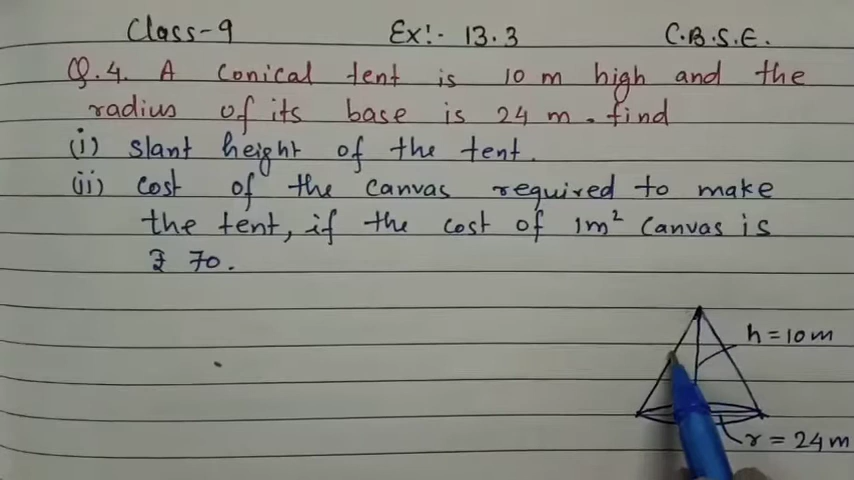 Class-9 Ex:- 13.3 C.B.S.E.
Q.4. A conical tent is 10 m high and the
radius of its base is 24 m. find
(i) slant height of the tent.
(ii) cost of the canvas required to make
the tent, if the cost of 1m² canvas is
₹ 70.
h = 10m
r = 24m